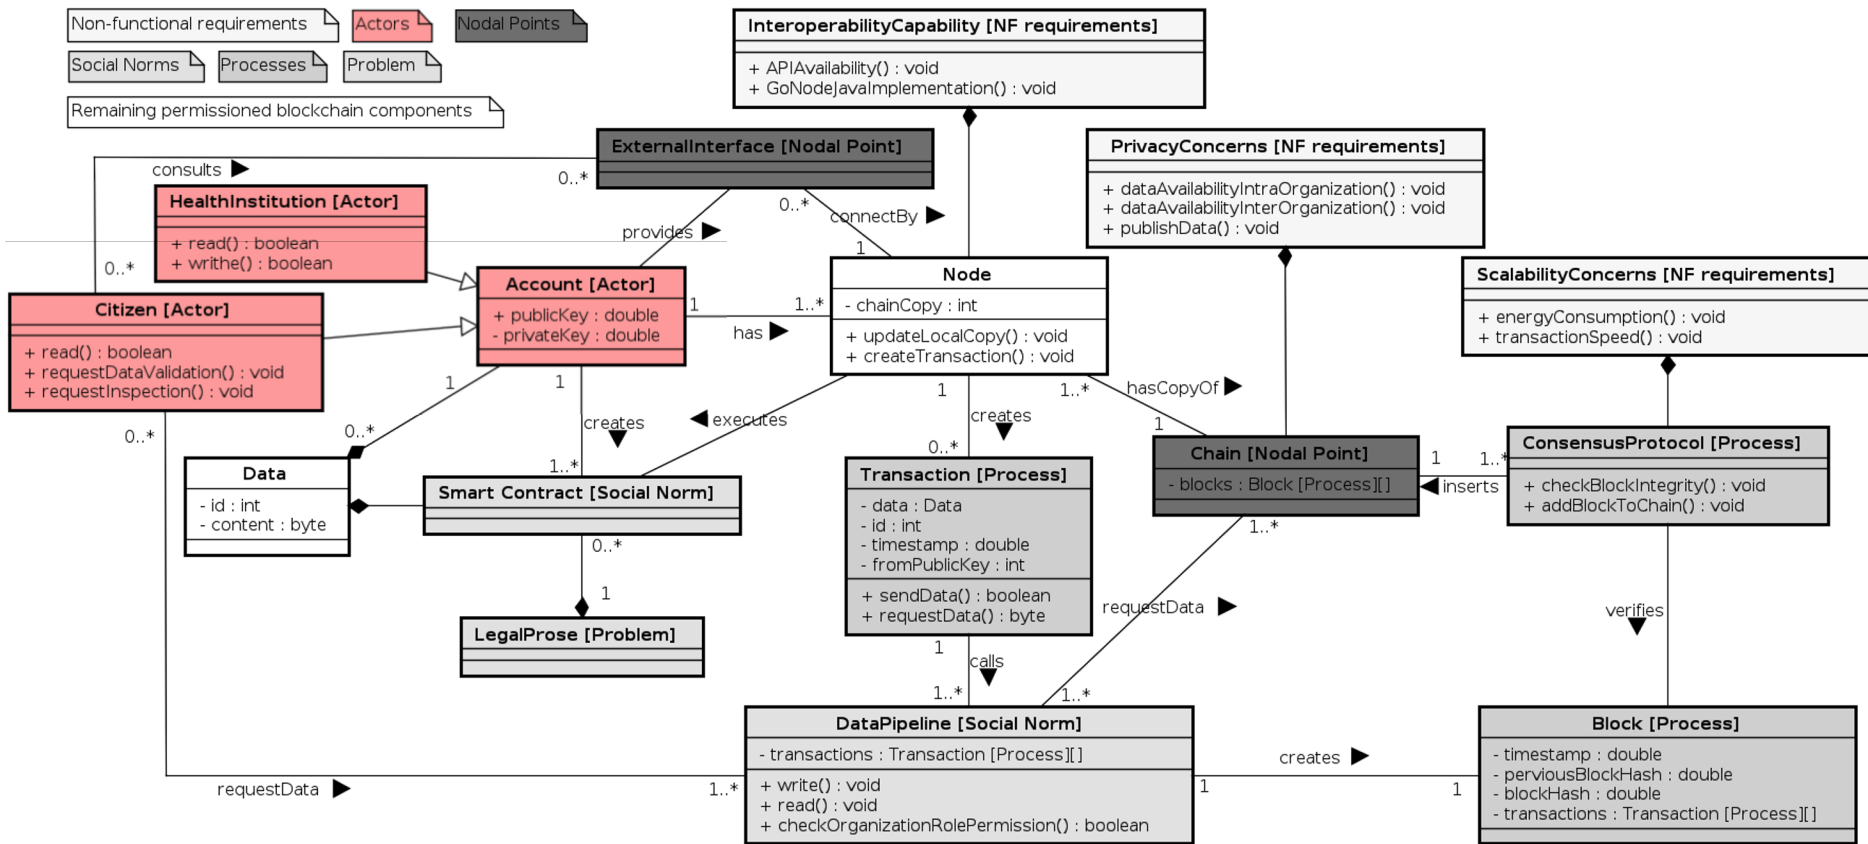 Non-functional requirements
Actors
Nodal Points
Social Norms
Processes
Problem
Remaining permissioned blockchain components
InteroperabilityCapability [NF requirements]
+ APIAvailability() : void
+ GoNodeJavaImplementation() : void
ExternalInterface [Nodal Point]
PrivacyConcerns [NF requirements]
+ dataAvailabilityIntraOrganization() : void
+ dataAvailabilityInterOrganization() : void
+ publishData() : void
consults
0..*
HealthInstitution [Actor]
+ read() : boolean
+ writhe() : boolean
0..*
connectBy
provides
1
0..*
Citizen [Actor]
+ read() : boolean
+ requestDataValidation() : void
+ requestInspection() : void
Account [Actor]
+ publicKey : double
- privateKey : double
1
1..*
has
Node
- chainCopy : int
+ updateLocalCopy() : void
+ createTransaction() : void
ScalabilityConcerns [NF requirements]
+ energyConsumption() : void
+ transactionSpeed() : void
1
1
creates
executes
1
creates
1..*
hasCopyOf
1
0..*
0..*
1..*
0..*
Data
- id : int
- content : byte
Smart Contract [Social Norm]
Transaction [Process]
- data : Data
- id : int
- timestamp : double
- fromPublicKey : int
+ sendData() : boolean
+ requestData() : byte
Chain [Nodal Point]
- blocks : Block [Process][]
1
1..*
inserts
ConsensusProtocol [Process]
+ checkBlockIntegrity() : void
+ addBlockToChain() : void
0..*
1
LegalProse [Problem]
1..*
requestData
verifies
1
calls
1..*
1..*
DataPipeline [Social Norm]
- transactions : Transaction [Process][]
+ write() : void
+ read() : void
+ checkOrganizationRolePermission() : boolean
requestData
1..*
creates
1
1
Block [Process]
- timestamp : double
- perviousBlockHash : double
- blockHash : double
- transactions : Transaction [Process][]